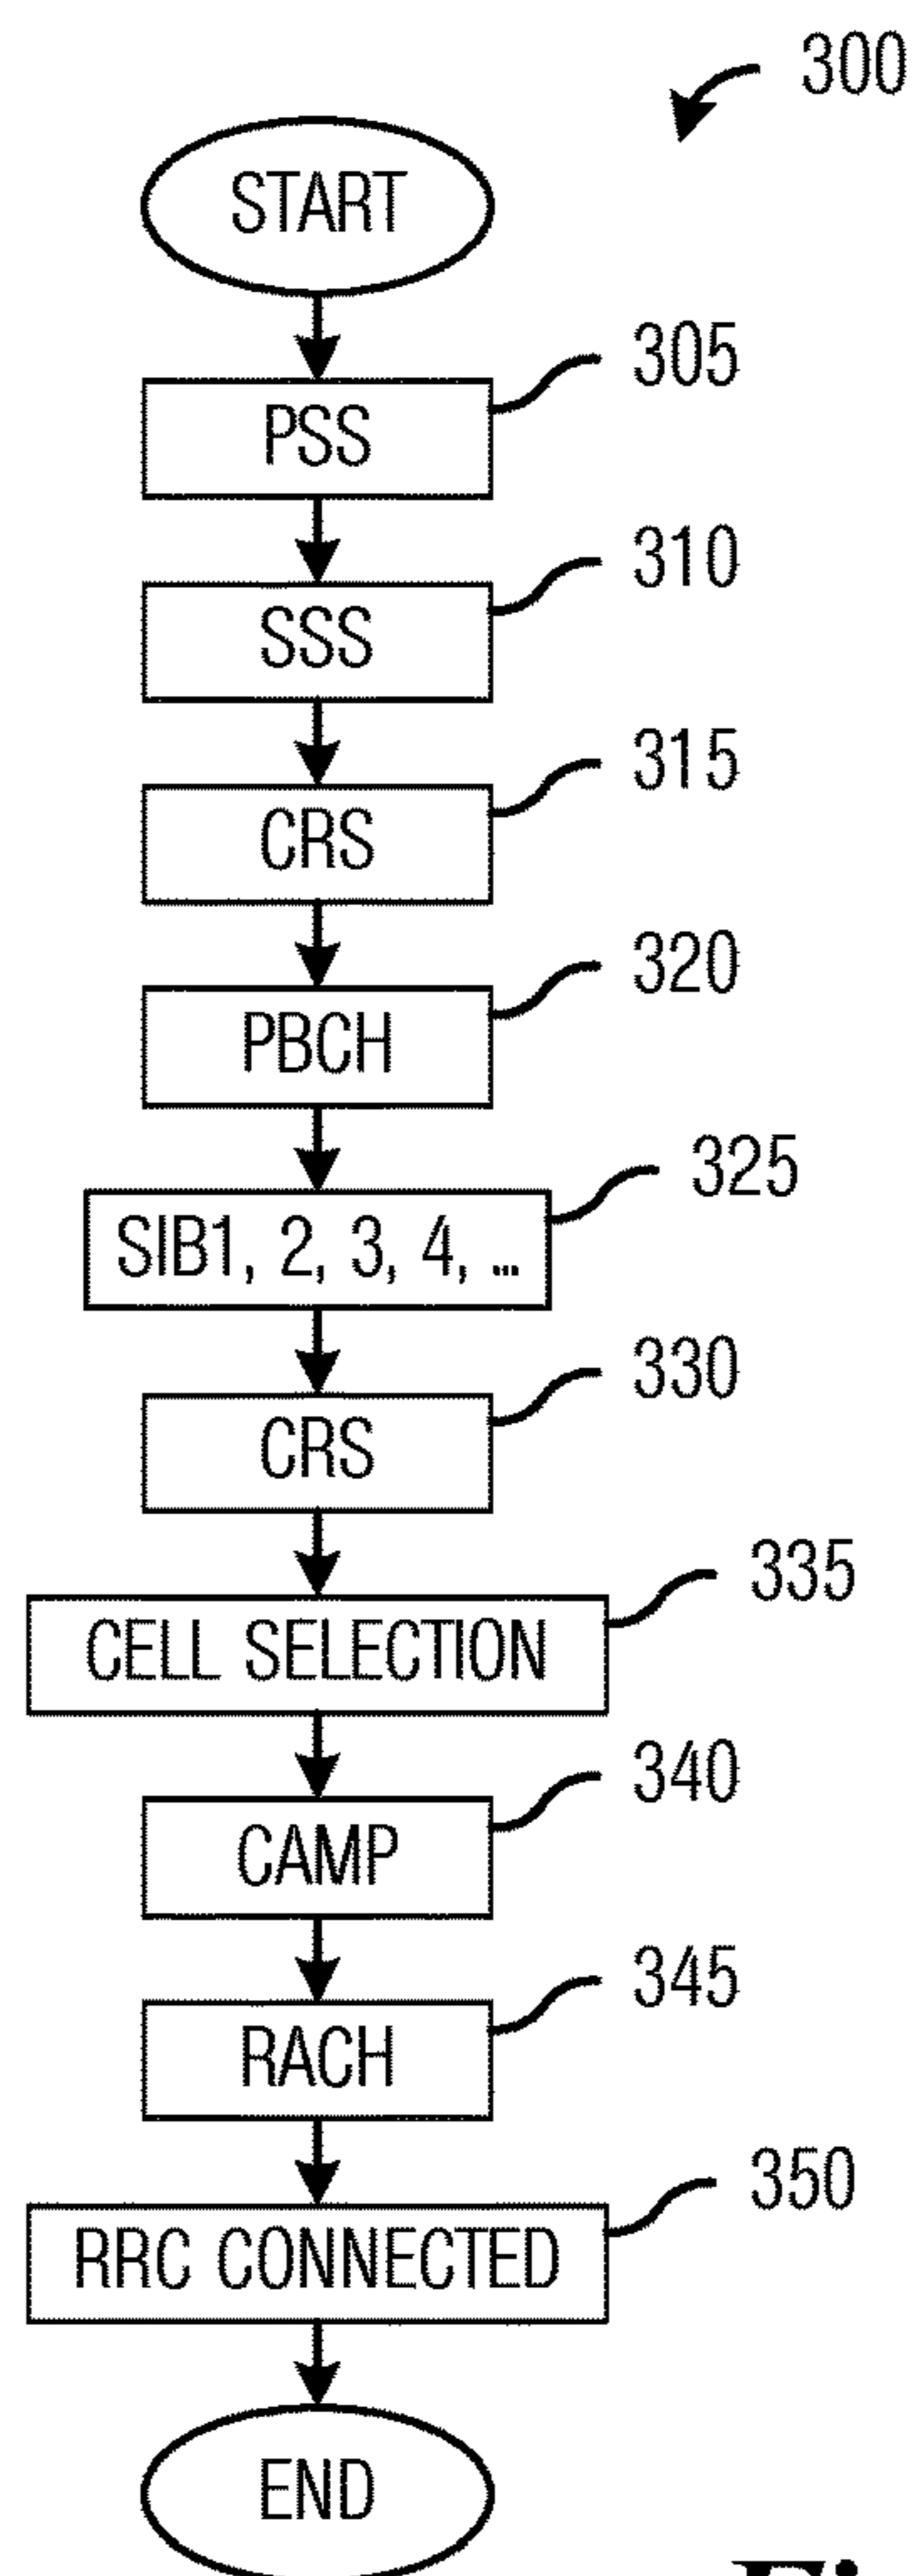 300
START
305
PSS
310
SSS
315
CRS
320
PBCH
325
SIB1, 2, 3, 4, ...
330
CRS
335
CELL SELECTION
340
CAMP
345
RACH
350
RRC CONNECTED
END